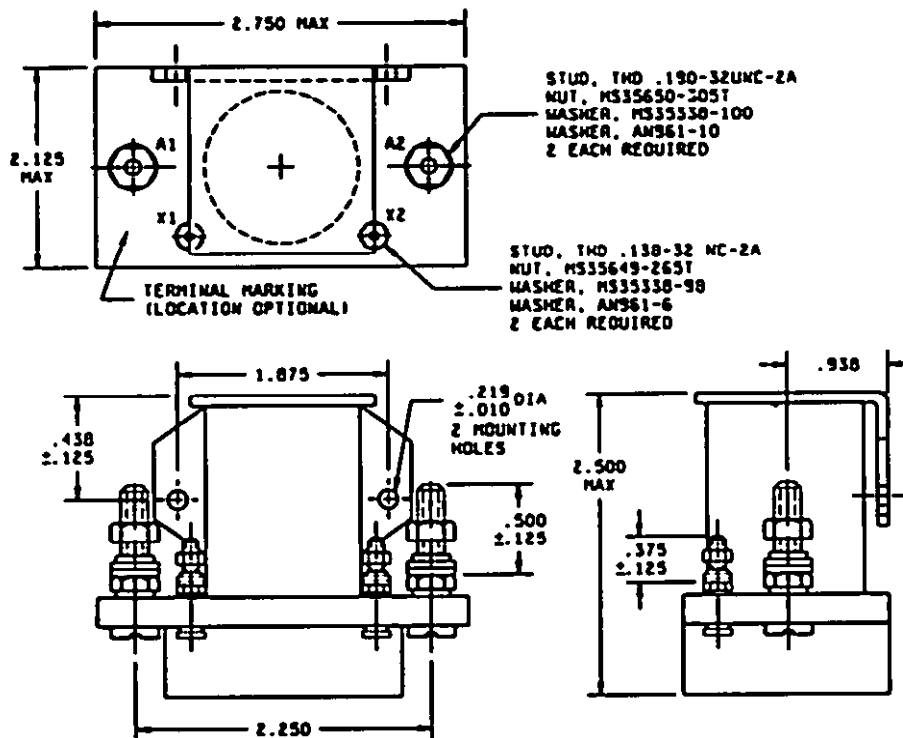 2.750 MAX
STUD, THD .190-32UNC-2A
NUT, MS35650-305T
WASHER, MS35338-100
WASHER, AN961-10
2 EACH REQUIRED
2.125
MAX
A1
A2
X1
X2
STUD, THD .138-32 NC-2A
NUT, MS35649-265T
WASHER, MS35338-98
WASHER, AN961-6
2 EACH REQUIRED
TERMINAL MARKING
(LOCATION OPTIONAL)
1.875
.938
.219
±.010 DIA
2 MOUNTING
HOLES
.438
±.125
2.500
MAX
.500
±.125
.375
±.125
2.250